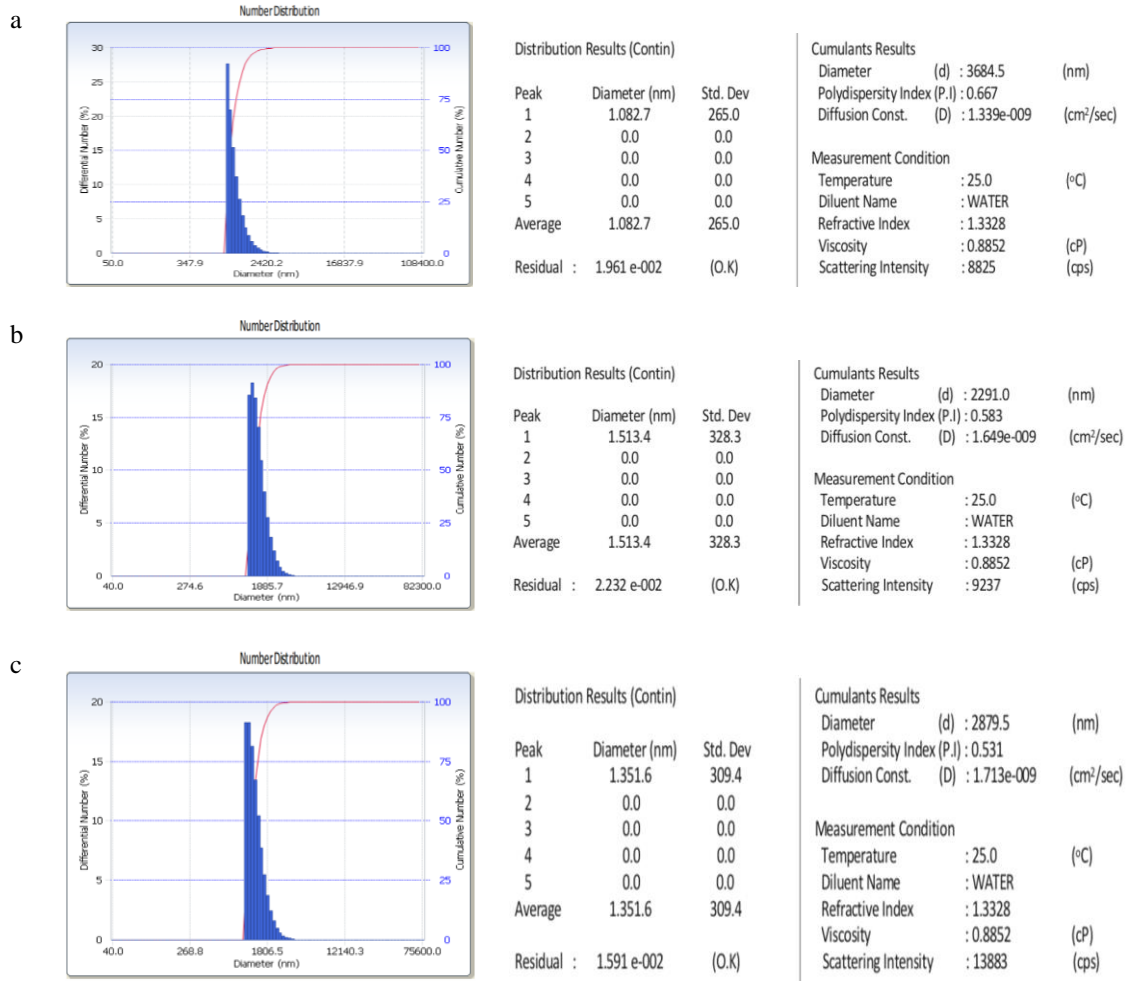 a
Number Distribution
30
25
20
15
10
5
0
100
75
50
25
0
Differential Number (%)
Cumulative Number (%)
50.0 347.9 2420.2 16837.9 108400.0
Diameter (nm)
Distribution Results (Contin)
Peak Diameter (nm) Std. Dev
1 1.082.7 265.0
2 0.0 0.0
3 0.0 0.0
4 0.0 0.0
5 0.0 0.0
Average 1.082.7 265.0
Residual : 1.961 e-002 (O.K)
Cumulants Results
Diameter (d) : 3684.5 (nm)
Polydispersity Index (P.I) : 0.667
Diffusion Const. (D) : 1.339e-009 (cm²/sec)
Measurement Condition
Temperature : 25.0 (°C)
Diluent Name : WATER
Refractive Index : 1.3328
Viscosity : 0.8852 (cP)
Scattering Intensity : 8825 (cps)
b
Number Distribution
20
15
10
5
0
100
75
50
25
0
Differential Number (%)
Cumulative Number (%)
40.0 274.6 1885.7 12946.9 82300.0
Diameter (nm)
Distribution Results (Contin)
Peak Diameter (nm) Std. Dev
1 1.513.4 328.3
2 0.0 0.0
3 0.0 0.0
4 0.0 0.0
5 0.0 0.0
Average 1.513.4 328.3
Residual : 2.232 e-002 (O.K)
Cumulants Results
Diameter (d) : 2291.0 (nm)
Polydispersity Index (P.I) : 0.583
Diffusion Const. (D) : 1.649e-009 (cm²/sec)
Measurement Condition
Temperature : 25.0 (°C)
Diluent Name : WATER
Refractive Index : 1.3328
Viscosity : 0.8852 (cP)
Scattering Intensity : 9237 (cps)
c
Number Distribution
20
15
10
5
0
100
75
50
25
0
Differential Number (%)
Cumulative Number (%)
40.0 268.8 1806.5 12140.3 75600.0
Diameter (nm)
Distribution Results (Contin)
Peak Diameter (nm) Std. Dev
1 1.351.6 309.4
2 0.0 0.0
3 0.0 0.0
4 0.0 0.0
5 0.0 0.0
Average 1.351.6 309.4
Residual : 1.591 e-002 (O.K)
Cumulants Results
Diameter (d) : 2879.5 (nm)
Polydispersity Index (P.I) : 0.531
Diffusion Const. (D) : 1.713e-009 (cm²/sec)
Measurement Condition
Temperature : 25.0 (°C)
Diluent Name : WATER
Refractive Index : 1.3328
Viscosity : 0.8852 (cP)
Scattering Intensity : 13883 (cps)